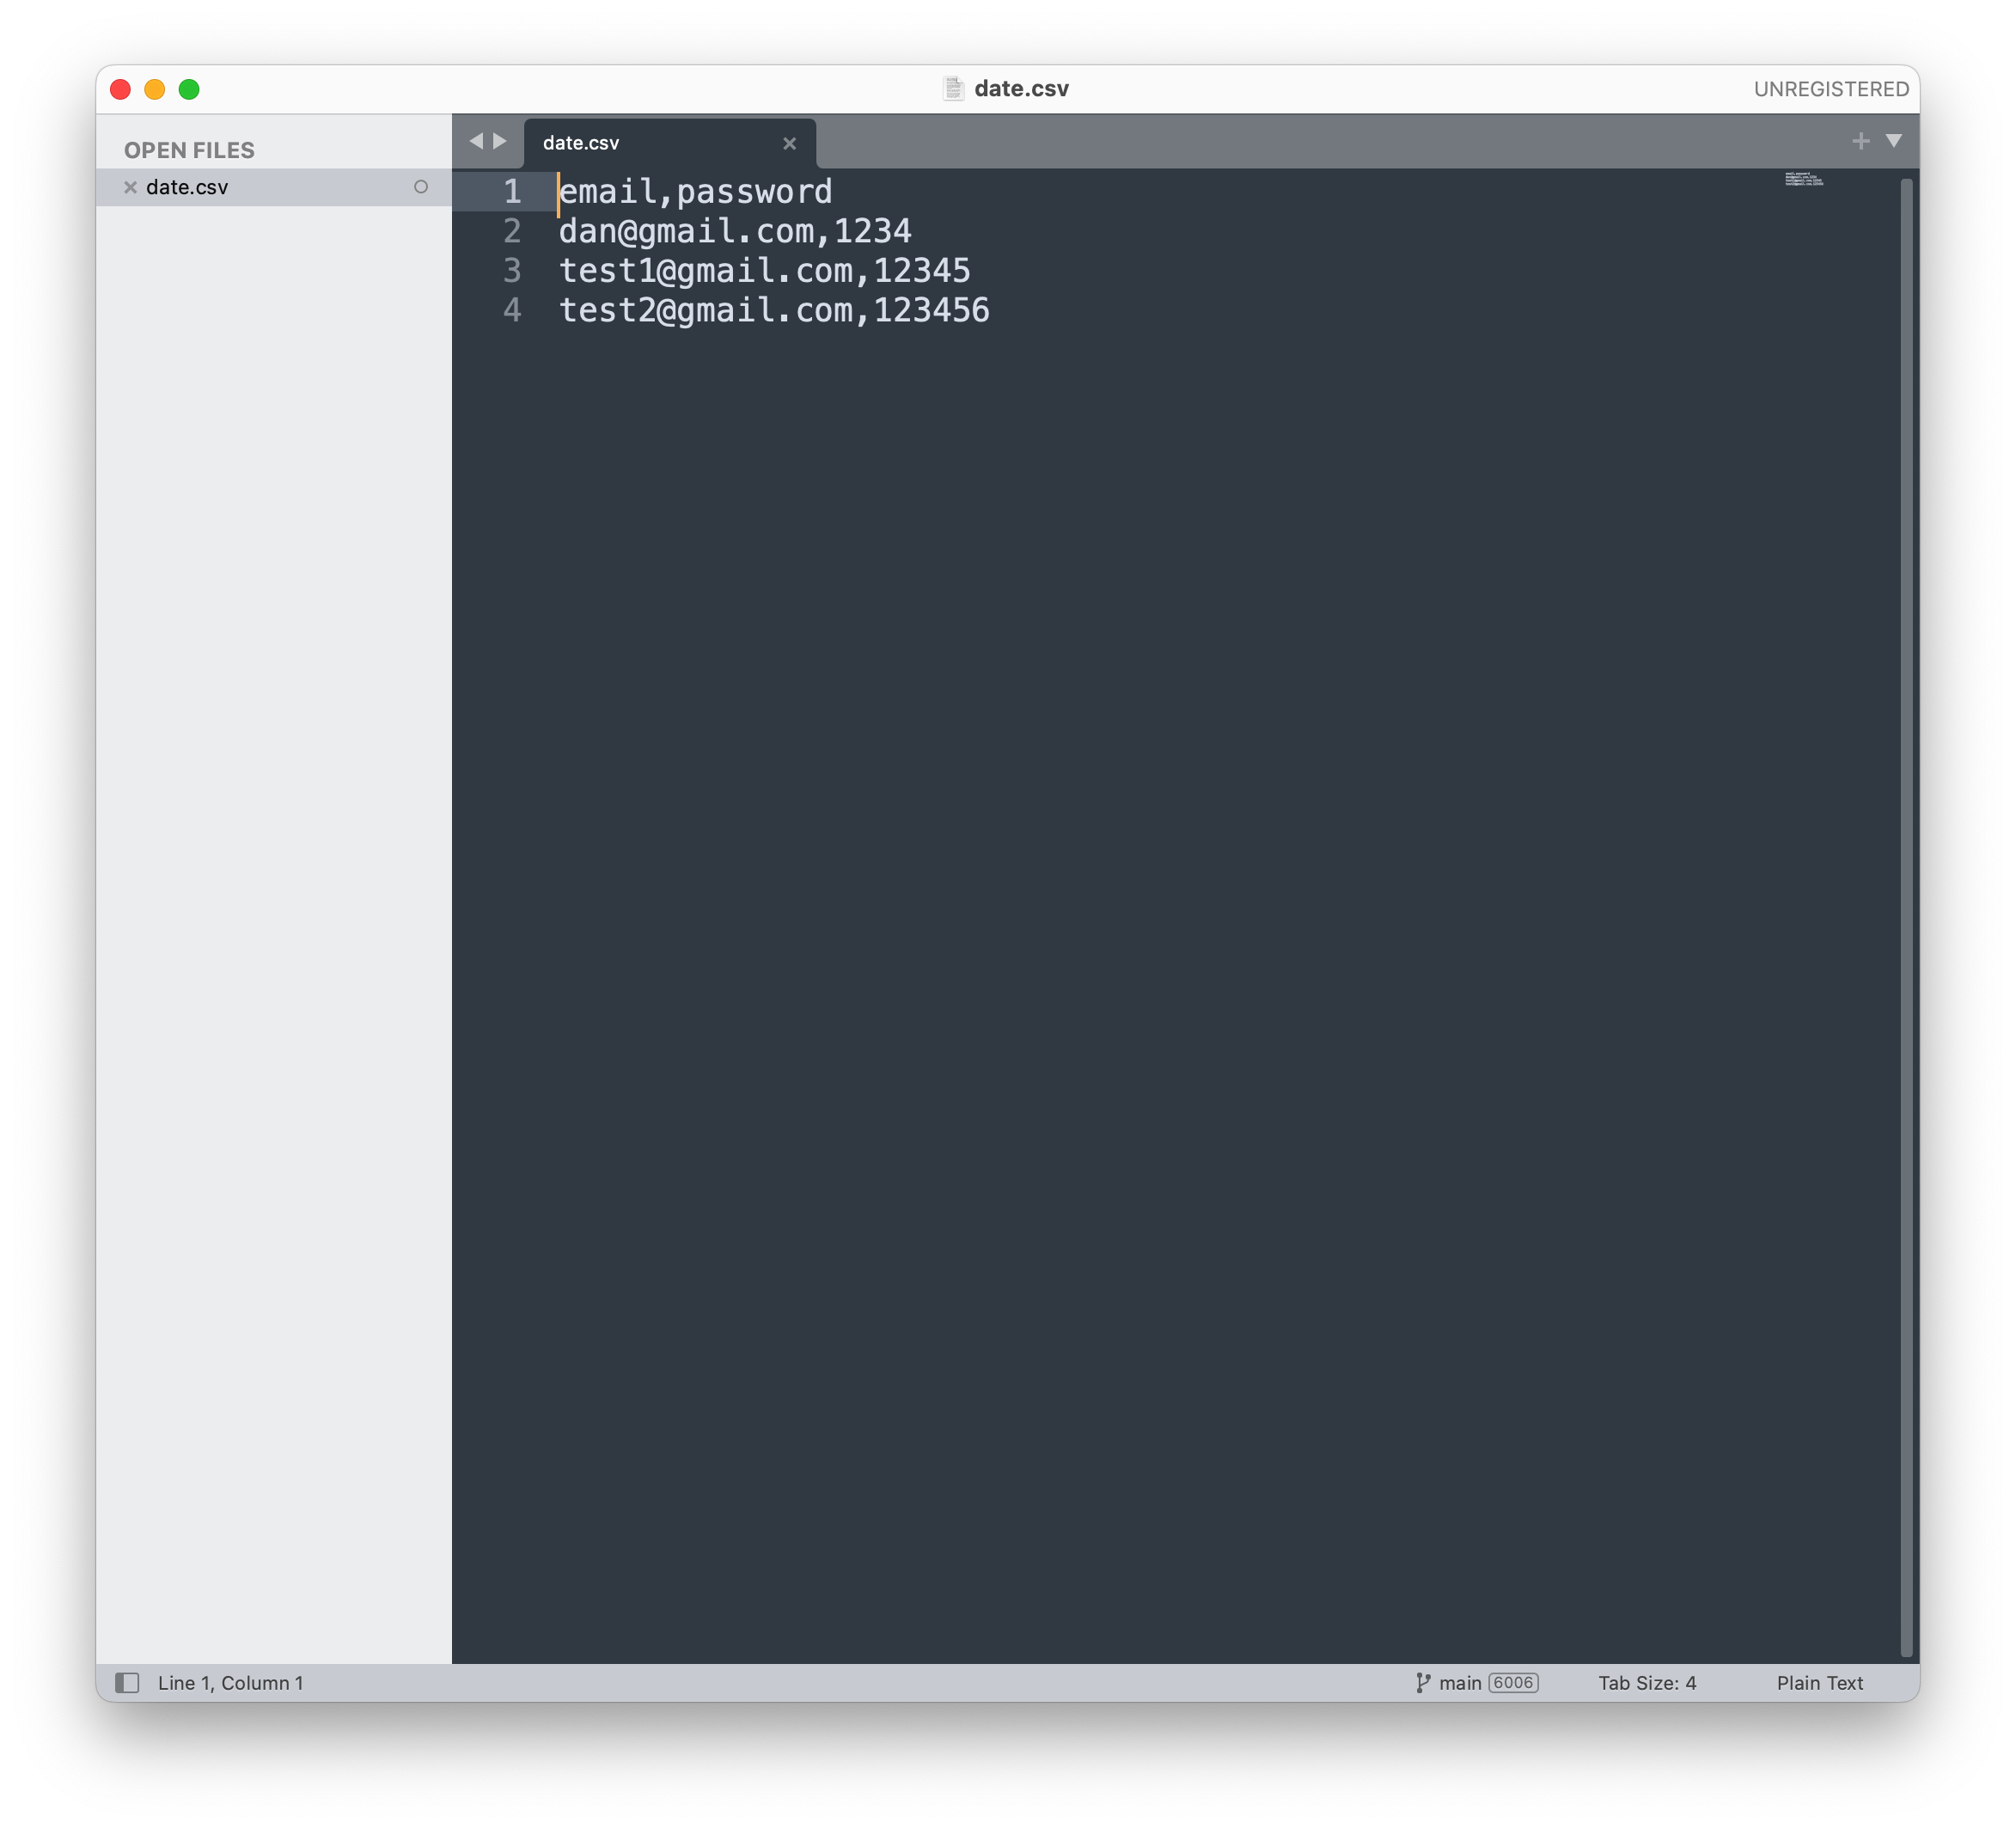 date.csv
UNREGISTERED
OPEN FILES
date.csv
date.csv
1 email,password
2 dan@gmail.com,1234
3 test1@gmail.com,12345
4 test2@gmail.com,123456
Line 1, Column 1
main 6006
Tab Size: 4
Plain Text